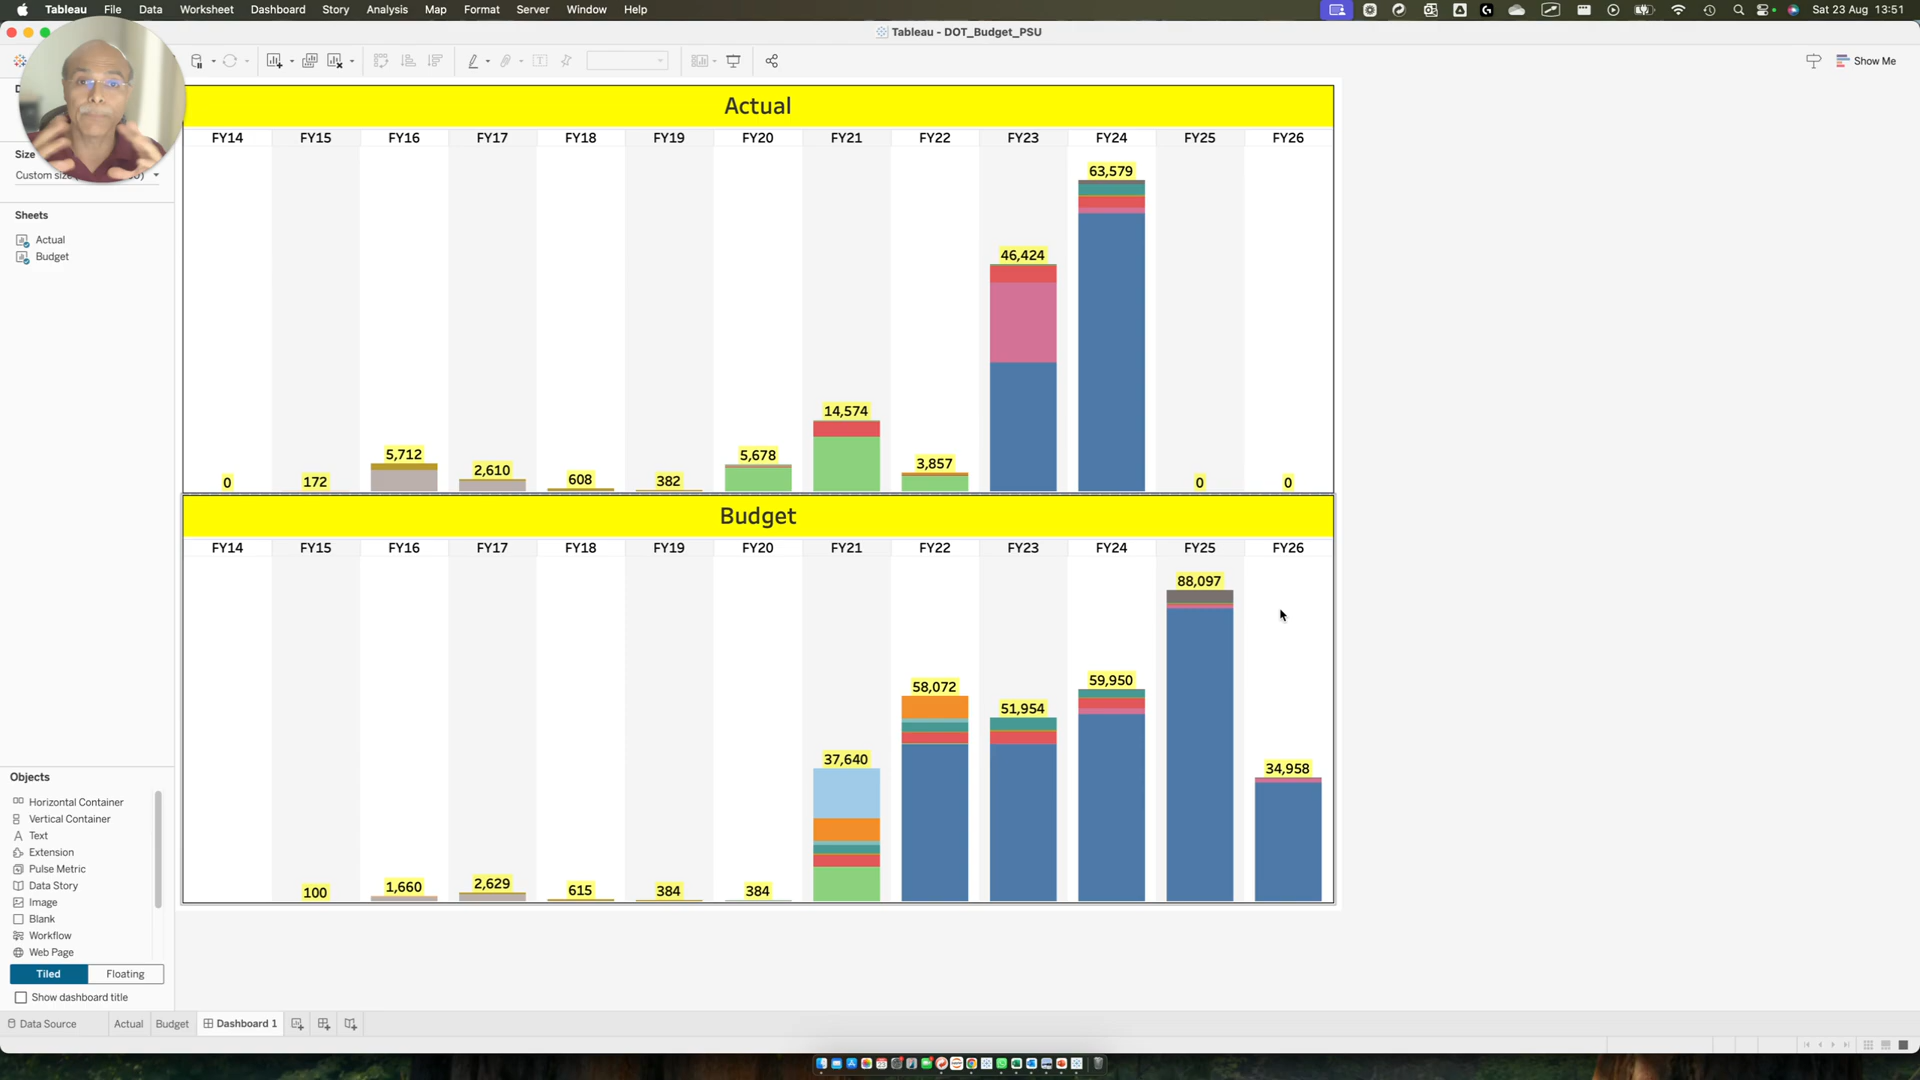 Tableau File Data Worksheet Dashboard Story Analysis Map Format Server Window Help Sat 23 Aug 13:51
Tableau - DOT_Budget_PSU
Show Me
Actual
FY14 FY15 FY16 FY17 FY18 FY19 FY20 FY21 FY22 FY23 FY24 FY25 FY26
Size
Custom size
Sheets
Actual
Budget
63,579
46,424
14,574
5,712 5,678
2,610 3,857
0 172 608 382 0 0
Budget
FY14 FY15 FY16 FY17 FY18 FY19 FY20 FY21 FY22 FY23 FY24 FY25 FY26
88,097
59,950
58,072
51,954
37,640
34,958
100 1,660 2,629 615 384 384
Objects
Horizontal Container
Vertical Container
Text
Extension
Pulse Metric
Data Story
Image
Blank
Workflow
Web Page
Tiled Floating
Show dashboard title
Data Source Actual Budget Dashboard 1